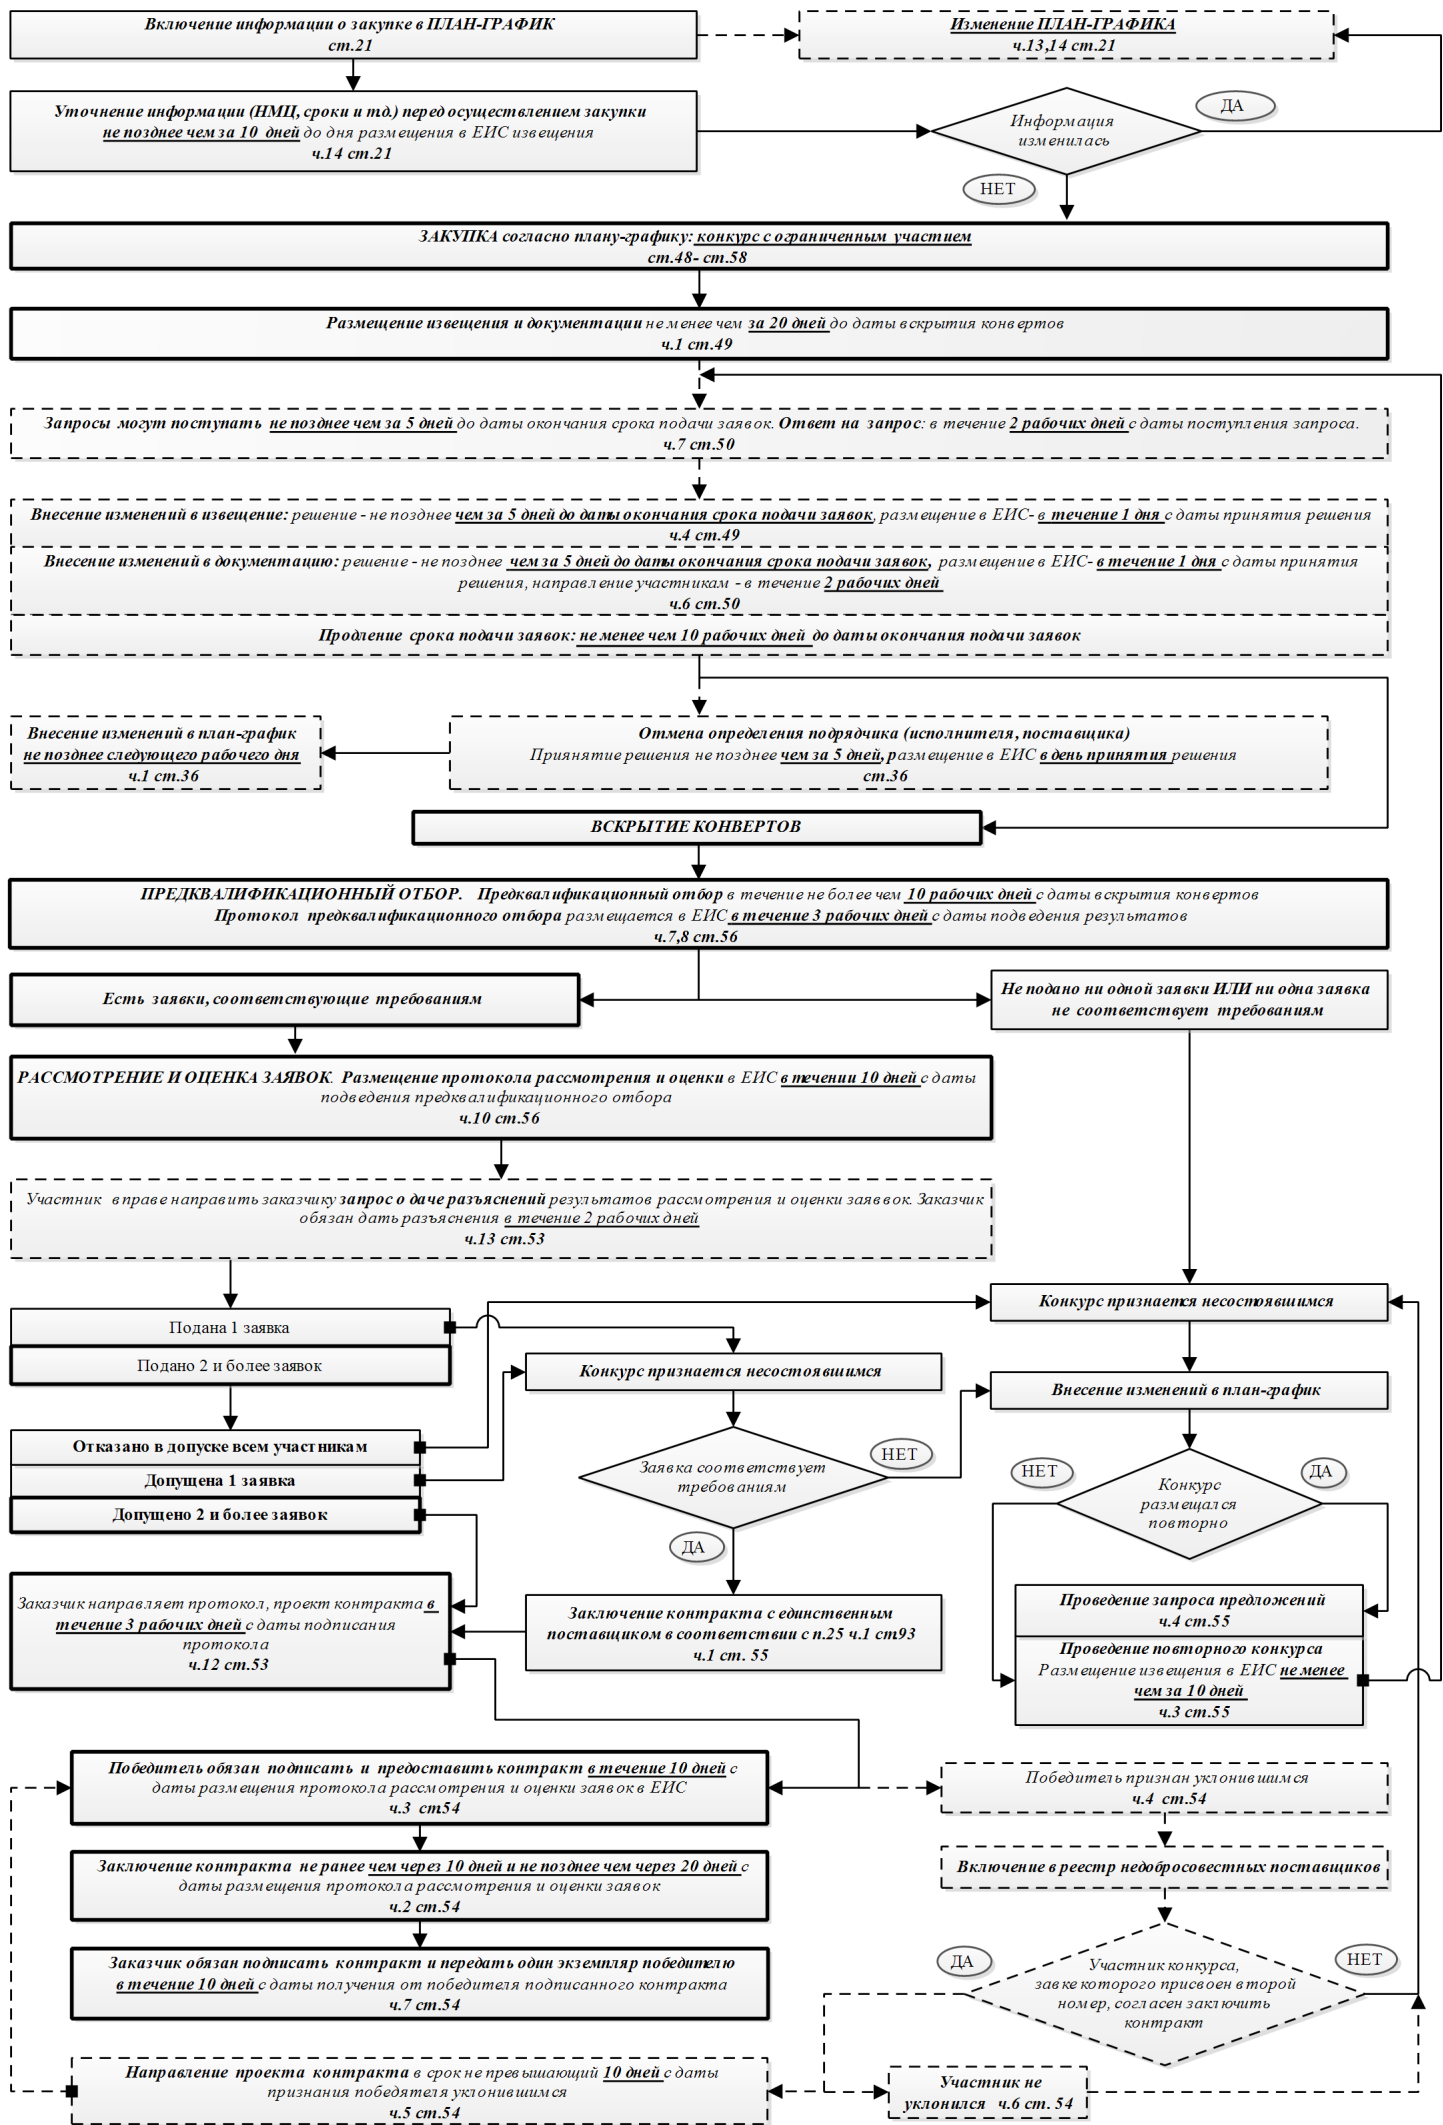 Включение информации о закупке в ПЛАН-ГРАФИК
ст.21
Изменение ПЛАН-ГРАФИКА
ч.13,14 ст.21
Уточнение информации (НМЦ, сроки и тд.) перед осуществлением закупки
не позднее чем за 10 дней до дня размещения в ЕИС извещения
ч.14 ст.21
Информация
изменилась
ДА
НЕТ
ЗАКУПКА согласно плану-графику: конкурс с ограниченным участием
ст.48- ст.58
Размещение извещения и документации не менее чем за 20 дней до даты вскрытия конвертов
ч.1 ст.49
Запросы могут поступать не позднее чем за 5 дней до даты окончания срока подачи заявок. Ответ на запрос: в течение 2 рабочих дней с даты поступления запроса.
ч.7 ст.50
Внесение изменений в извещение: решение - не позднее чем за 5 дней до даты окончания срока подачи заявок, размещение в ЕИС- в течение 1 дня с даты принятия решения
ч.4 ст.49
Внесение изменений в документацию: решение - не позднее чем за 5 дней до даты окончания срока подачи заявок, размещение в ЕИС- в течение 1 дня с даты принятия
решения, направление участникам - в течение 2 рабочих дней
ч.6 ст.50
Продление срока подачи заявок: не менее чем 10 рабочих дней до даты окончания подачи заявок
Внесение изменений в план-график
не позднее следующего рабочего дня
ч.1 ст.36
Отмена определения подрядчика (исполнителя, поставщика)
Приянятие решения не позднее чем за 5 дней, размещение в ЕИС в день принятия решения
ст.36
ВСКРЫТИЕ КОНВЕРТОВ
ПРЕДКВАЛИФИКАЦИОННЫЙ ОТБОР. Предквалификационный отбор в течение не более чем 10 рабочих дней с даты вскрытия конвертов
Протокол предквалификационного отбора размещается в ЕИС в течение 3 рабочих дней с даты подведения результатов
ч.7,8 ст.56
Есть заявки, соответствующие требованиям
Не подано ни одной заявки ИЛИ ни одна заявка
не соответствует требованиям
РАССМОТРЕНИЕ И ОЦЕНКА ЗАЯВОК. Размещение протокола рассмотрения и оценки в ЕИС в течении 10 дней с даты
подведения предквалификационного отбора
ч.10 ст.56
Участник вправе направить заказчику запрос о даче разъяснений результатов рассмотрения и оценки заяввок. Заказчик
обязан дать разъяснения в течение 2 рабочих дней
ч.13 ст.53
Подана 1 заявка
Подано 2 и более заявок
Конкурс признается несостоявшимся
Конкурс признается несостоявшимся
Внесение изменений в план-график
Отказано в допуске всем участникам
Допущена 1 заявка
Допущено 2 и более заявок
Заявка соответствует
требованиям
НЕТ
ДА
НЕТ
ДА
Конкурс
размещался
повторно
Заказчик направляет протокол, проект контракта в
течение 3 рабочих дней с даты подписания
протокола
ч.12 ст.53
Заключение контракта с единственным
поставщиком в соответствии с п.25 ч.1 ст93
ч.1 ст. 55
Проведение запроса предложений
ч.4 ст.55
Проведение повторного конкурса
Размещение извещения в ЕИС не менее
чем за 10 дней
ч.3 ст.55
Победитель обязан подписать и предоставить контракт в течение 10 дней с
даты размещения протокола рассмотрения и оценки заявок в ЕИС
ч.3 ст54
Победитель признан уклонившимся
ч.4 ст.54
Заключение контракта не ранее чем через 10 дней и не позднее чем через 20 дней с
даты размещения протокола рассмотрения и оценки заявок
ч.2 ст.54
Включение в реестр недобросовестных поставщиков
Заказчик обязан подписать контракт и передать один экземпляр победителю
в течение 10 дней с даты получения от победителя подписанного контракта
ч.7 ст.54
ДА
НЕТ
Участник конкурса,
завке которого присвоен второй
номер, согласен заключить
контракт
Направление проекта контракта в срок не превышающий 10 дней с даты
признания победятеля уклонившимся
ч.5 ст.54
Участник не
уклонился ч.6 ст. 54